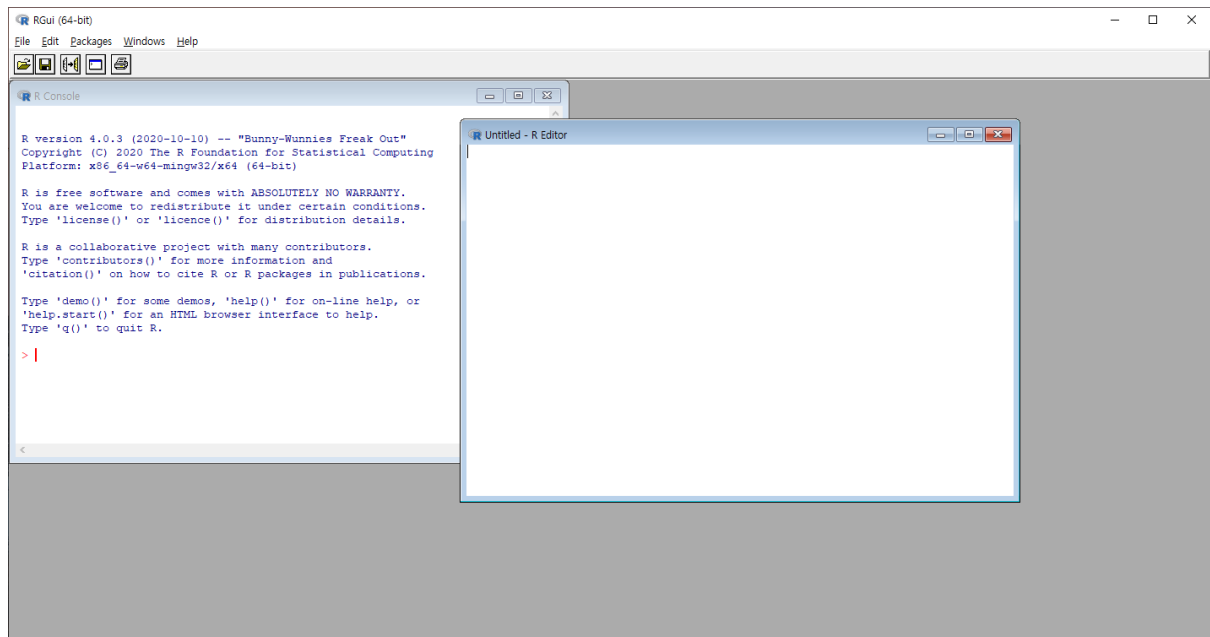 RGui (64-bit)
File Edit Packages Windows Help
R Console
R version 4.0.3 (2020-10-10) -- "Bunny-Wunnies Freak Out"
Copyright (C) 2020 The R Foundation for Statistical Computing
Platform: x86_64-w64-mingw32/x64 (64-bit)
R is free software and comes with ABSOLUTELY NO WARRANTY.
You are welcome to redistribute it under certain conditions.
Type 'license()' or 'licence()' for distribution details.
R is a collaborative project with many contributors.
Type 'contributors()' for more information and
'citation()' on how to cite R or R packages in publications.
Type 'demo()' for some demos, 'help()' for on-line help, or
'help.start()' for an HTML browser interface to help.
Type 'q()' to quit R.
>
Untitled - R Editor